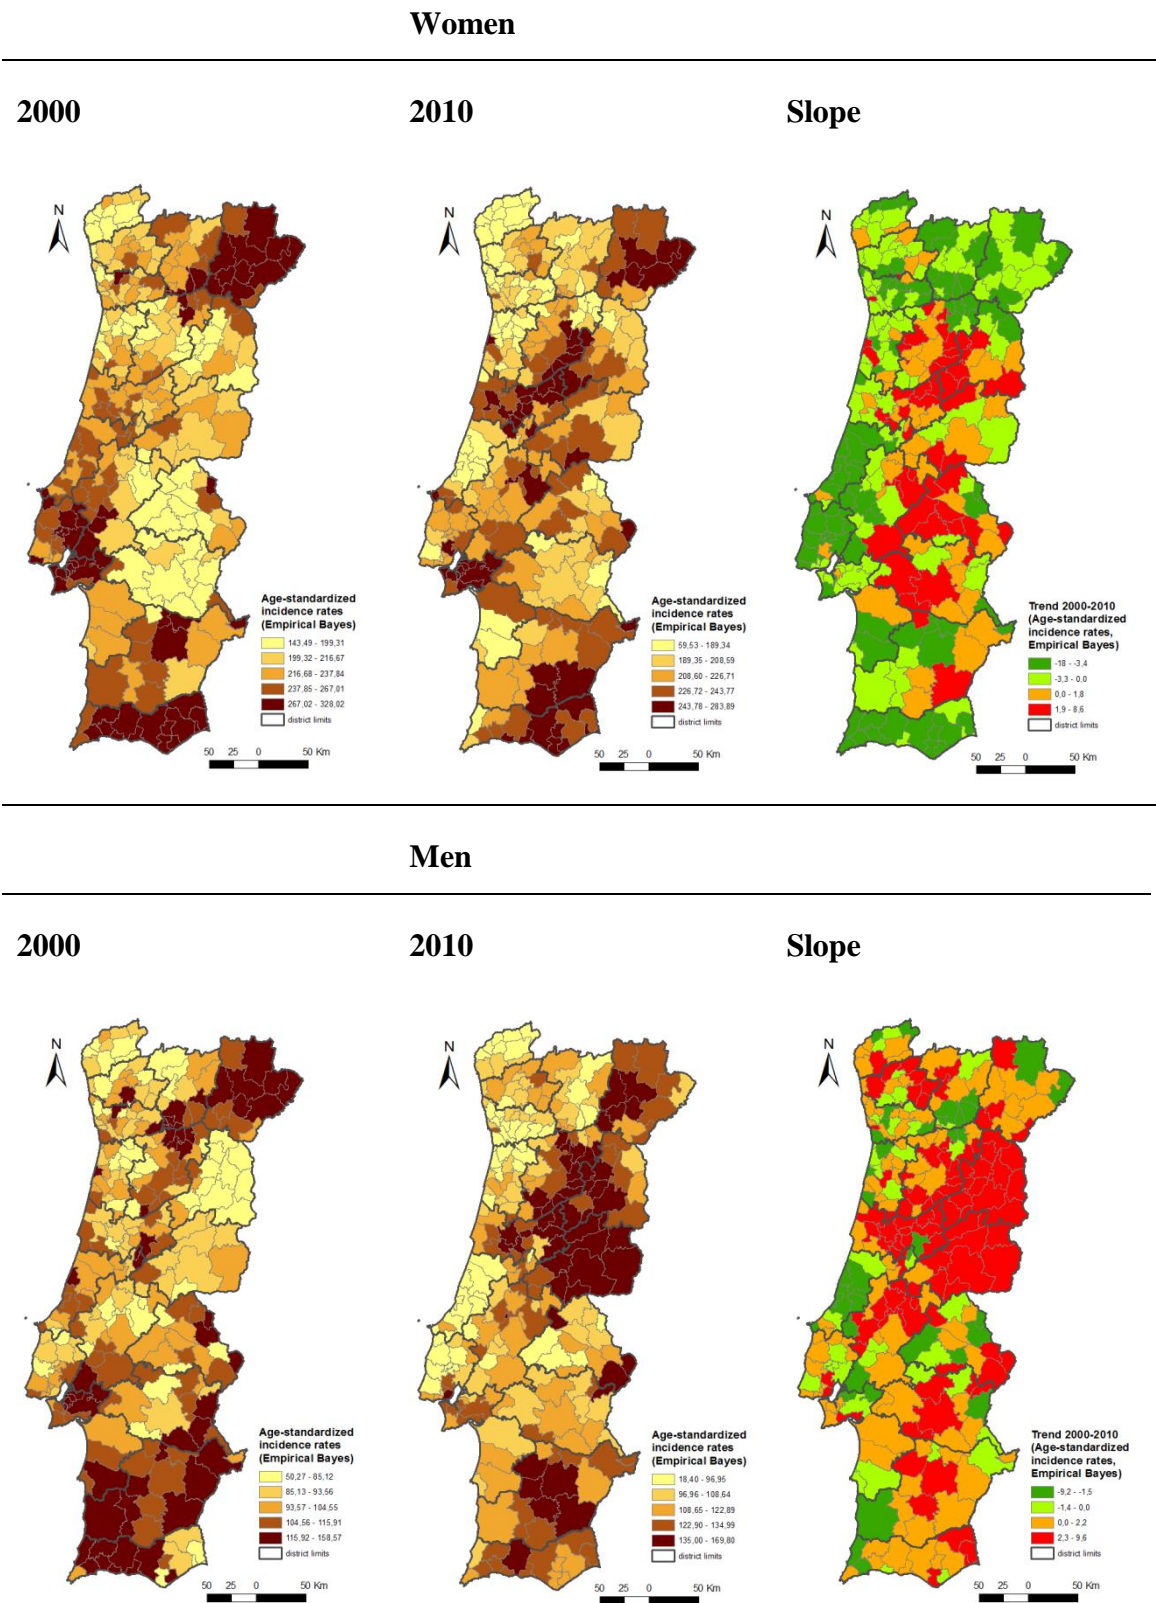 Women
2000
2010
Slope
N
Age-standardized
incidence rates
(Empirical Bayes)
143,49 - 199,31
199,32 - 216,67
216,68 - 237,84
237,85 - 267,01
267,02 - 328,02
district limits
50 25 0 50 Km
N
Age-standardized
incidence rates
(Empirical Bayes)
59,53 - 189,34
189,35 - 208,59
208,60 - 226,71
226,72 - 243,77
243,78 - 283,89
district limits
50 25 0 50 Km
N
Trend 2000-2010
(Age-standardized
incidence rates,
Empirical Bayes)
-18 - -3,4
-3,3 - 0,0
0,0 - 1,8
1,9 - 8,6
district limits
50 25 0 50 Km
Men
2000
2010
Slope
N
Age-standardized
incidence rates
(Empirical Bayes)
50,27 - 85,12
85,13 - 93,56
93,57 - 104,55
104,56 - 115,91
115,92 - 158,57
district limits
50 25 0 50 Km
N
Age-standardized
incidence rates
(Empirical Bayes)
18,40 - 96,95
96,96 - 108,64
108,65 - 122,89
122,90 - 134,99
135,00 - 169,80
district limits
50 25 0 50 Km
N
Trend 2000-2010
(Age-standardized
incidence rates,
Empirical Bayes)
-9,2 - -1,5
-1,4 - 0,0
0,0 - 2,2
2,3 - 9,6
district limits
50 25 0 50 Km